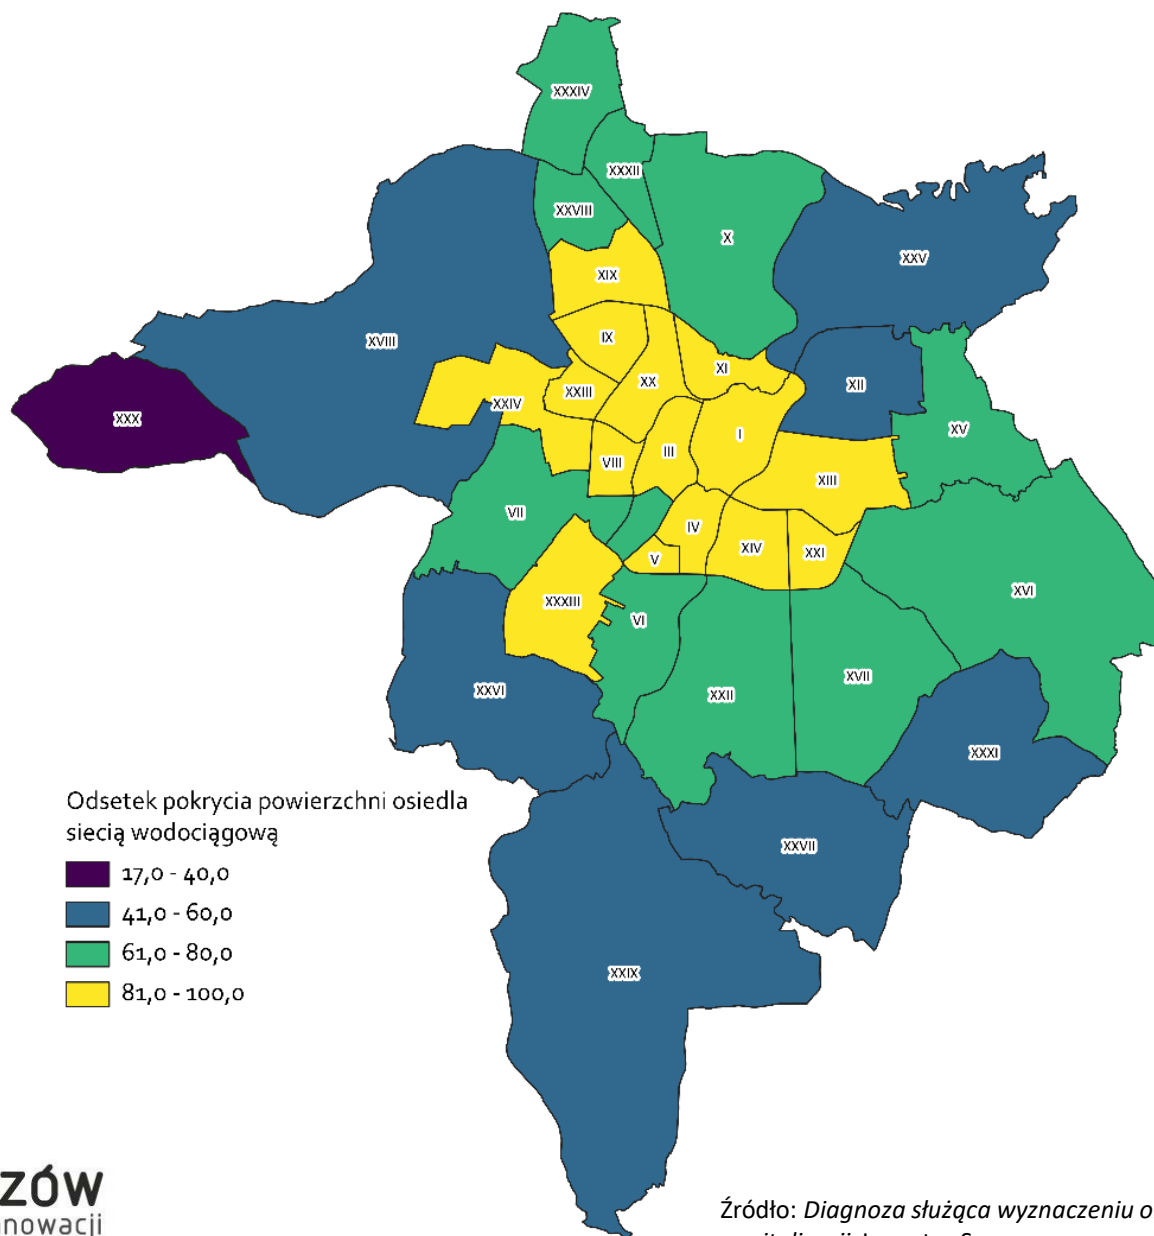 XXXIV
XXXII
XXVIII
X
XXV
XIX
XVIII
IX
XI
XX
XII
XXIII
XXIV
XXX
I
XV
III
VIII
XIII
VII
IV
XIV
XXI
V
XVI
XXXIII
VI
XVII
XXVI
XXII
XXXI
Odsetek pokrycia powierzchni osiedla
siecią wodociągową
17,0 - 40,0
41,0 - 60,0
61,0 - 80,0
81,0 - 100,0
XXVII
XXIX
ZÓW
nowacji
Źródło: Diagnoza służąca wyznaczeniu o